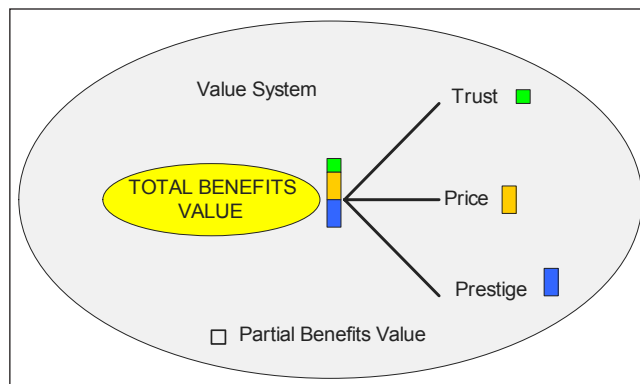 Value System
Trust
TOTAL BENEFITS
VALUE
Price
Prestige
Partial Benefits Value